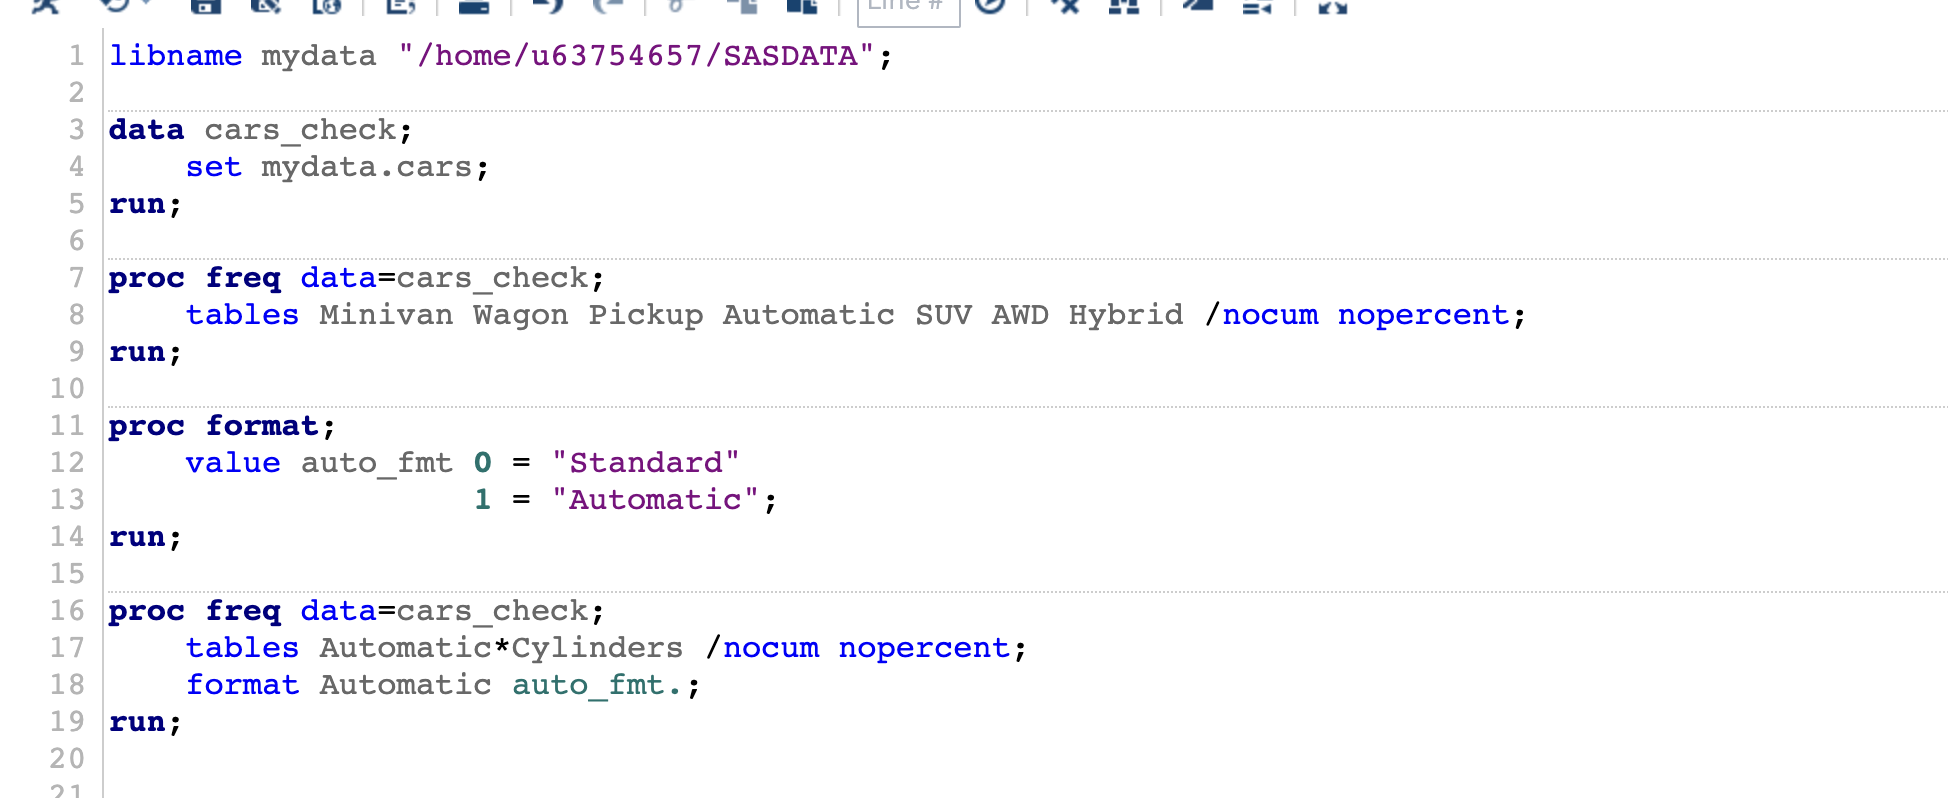 Line #
1 libname mydata "/home/u63754657/SASDATA";
2
3 data cars_check;
4     set mydata.cars;
5 run;
6
7 proc freq data=cars_check;
8     tables Minivan Wagon Pickup Automatic SUV AWD Hybrid /nocum nopercent;
9 run;
10
11 proc format;
12     value auto_fmt 0 = "Standard"
13                    1 = "Automatic";
14 run;
15
16 proc freq data=cars_check;
17     tables Automatic*Cylinders /nocum nopercent;
18     format Automatic auto_fmt.;
19 run;
20
21